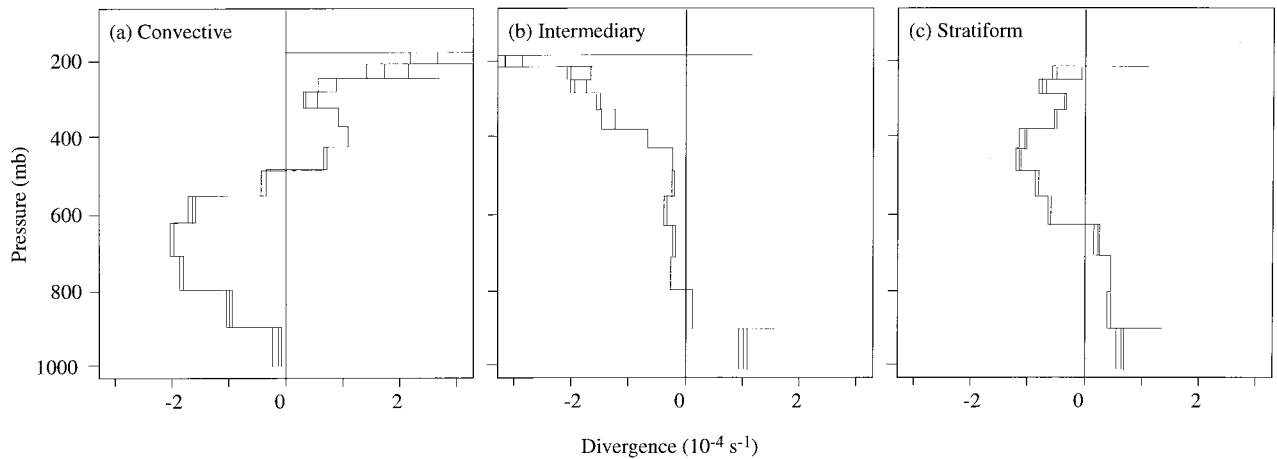 (a) Convective
(b) Intermediary
(c) Stratiform
Pressure (mb)
200
400
600
800
1000
-2 0 2
-2 0 2
-2 0 2
Divergence (10⁻⁴ s⁻¹)